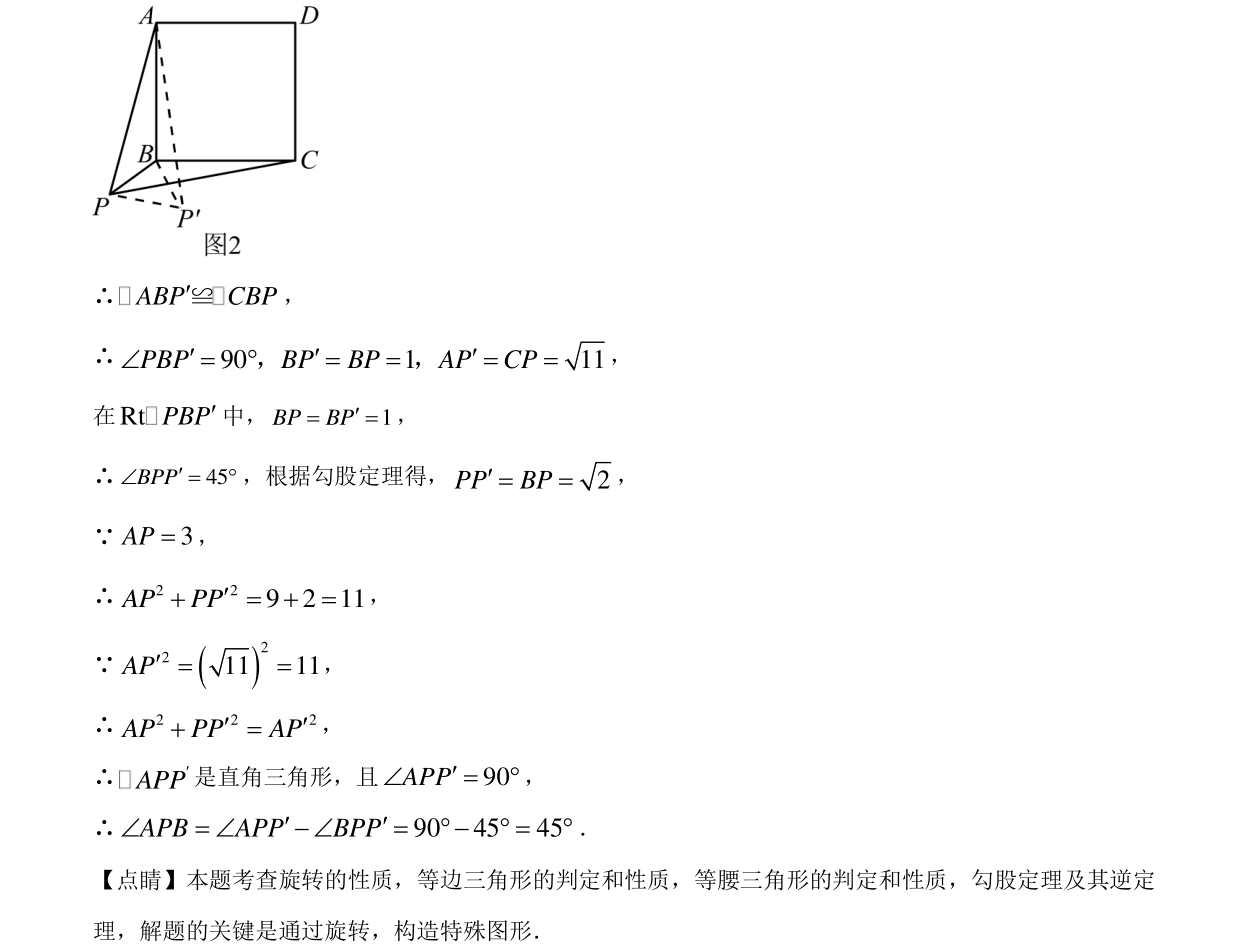 A D
B C
P P′
图2
∴□ABP′≌□CBP，
∴∠PBP′=90°，BP′=BP=1，AP′=CP=√11，
在Rt□PBP′中，BP=BP′=1，
∴∠BPP′=45°，根据勾股定理得，PP′=BP=√2，
∵AP=3，
∴AP²+PP′²=9+2=11，
∵AP′²=(√11)²=11，
∴AP²+PP′²=AP′²，
∴□APP′是直角三角形，且∠APP′=90°，
∴∠APB=∠APP′−∠BPP′=90°−45°=45°．
【点睛】本题考查旋转的性质，等边三角形的判定和性质，等腰三角形的判定和性质，勾股定理及其逆定
理，解题的关键是通过旋转，构造特殊图形．